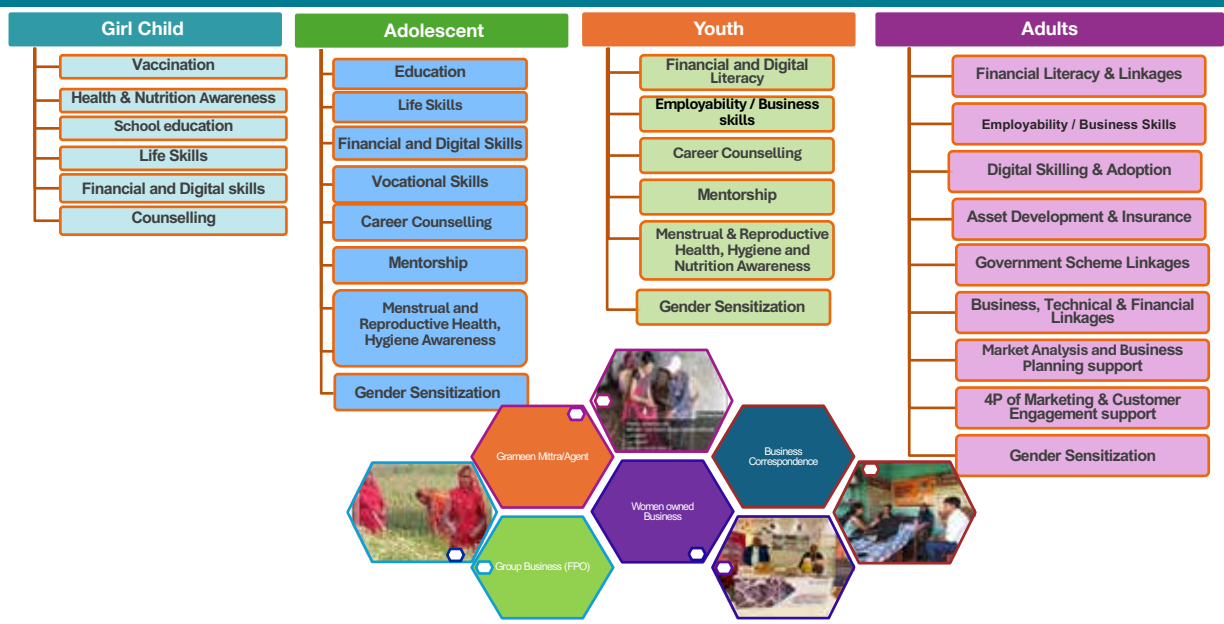 Girl Child
Vaccination
Health & Nutrition Awareness
School education
Life Skills
Financial and Digital skills
Counselling
Adolescent
Education
Life Skills
Financial and Digital Skills
Vocational Skills
Career Counselling
Mentorship
Menstrual and
Reproductive Health,
Hygiene Awareness
Gender Sensitization
Youth
Financial and Digital
Literacy
Employability / Business
skills
Career Counselling
Mentorship
Menstrual & Reproductive
Health, Hygiene and
Nutrition Awareness
Gender Sensitization
Adults
Financial Literacy & Linkages
Employability / Business Skills
Digital Skilling & Adoption
Asset Development & Insurance
Government Scheme Linkages
Business, Technical & Financial
Linkages
Market Analysis and Business
Planning support
4P of Marketing & Customer
Engagement support
Gender Sensitization
Grameen Mittra/Agent
Business
Correspondence
Women owned
Business
Group Business (FPO)